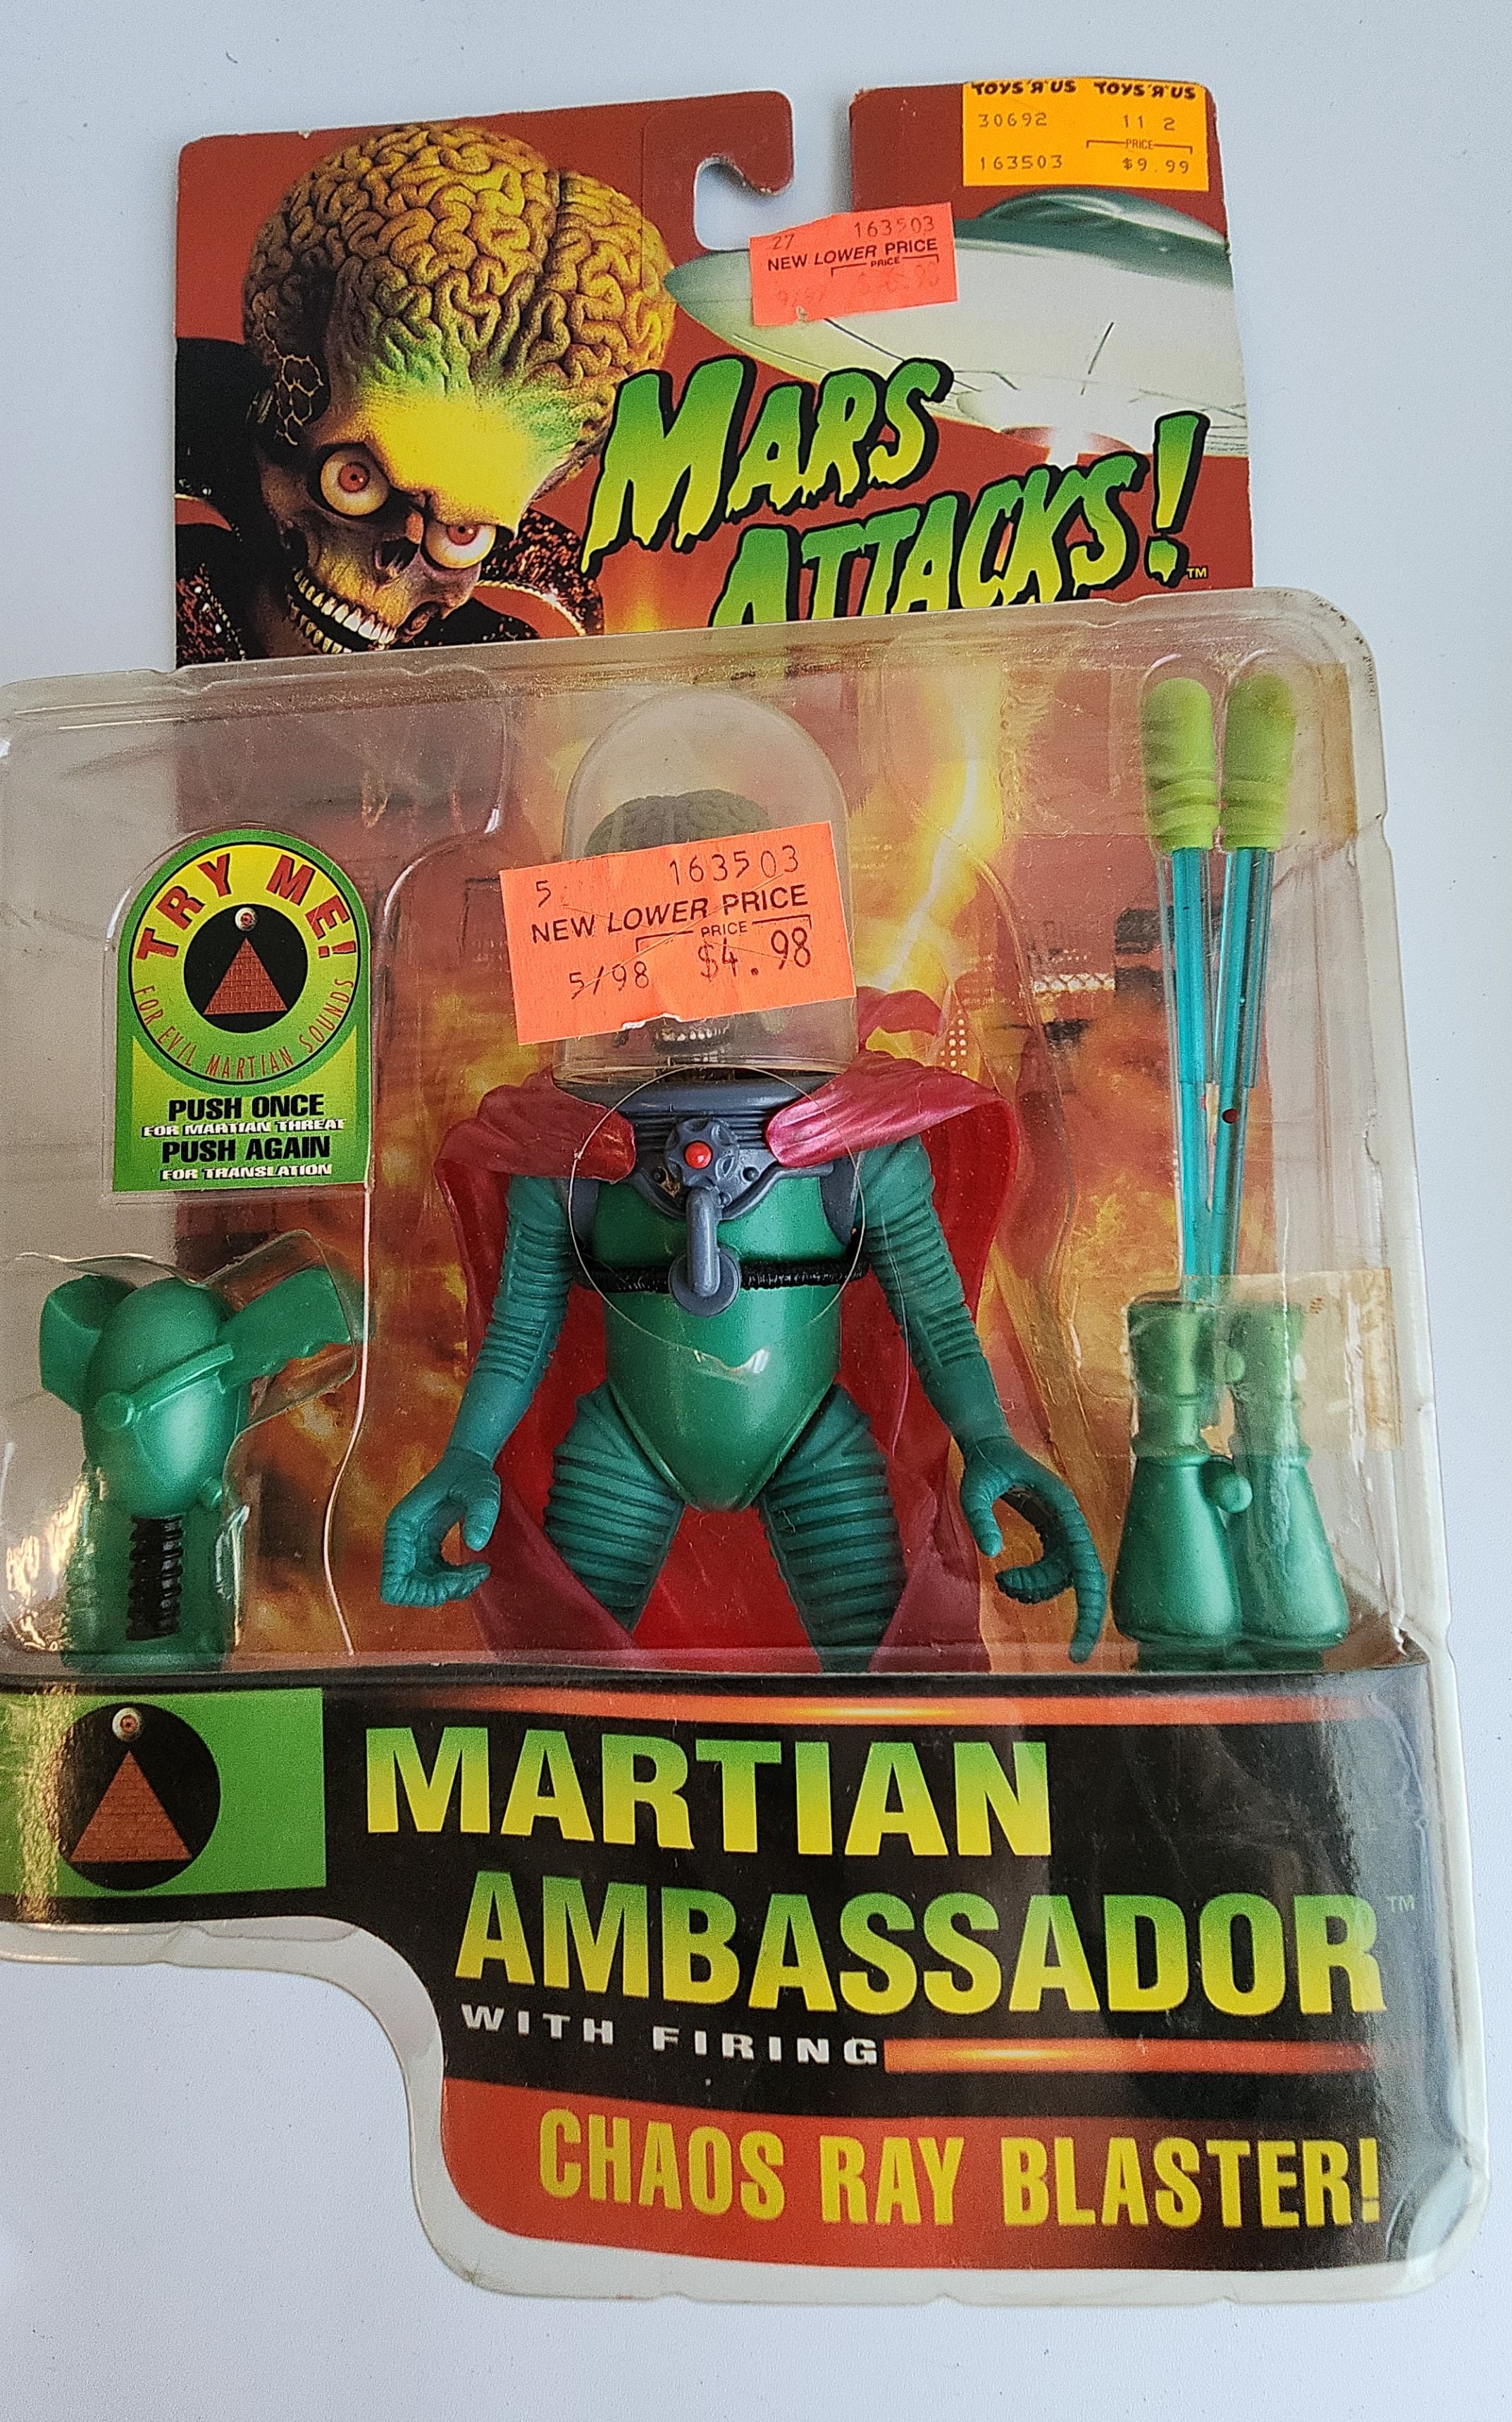 TOYS "R" US TOYS "R" US
30692 11 2
PRICE
163503 $9.99
27 163503
NEW LOWER PRICE
PRICE
MARS
ATTACKS!™
5 163503
NEW LOWER PRICE
PRICE
5/98 $4.98
TRY ME!
FOR EVIL MARTIAN SOUNDS
PUSH ONCE
FOR MARTIAN THREAT
PUSH AGAIN
FOR TRANSLATION
MARTIAN
AMBASSADOR™
WITH FIRING
CHAOS RAY BLASTER!